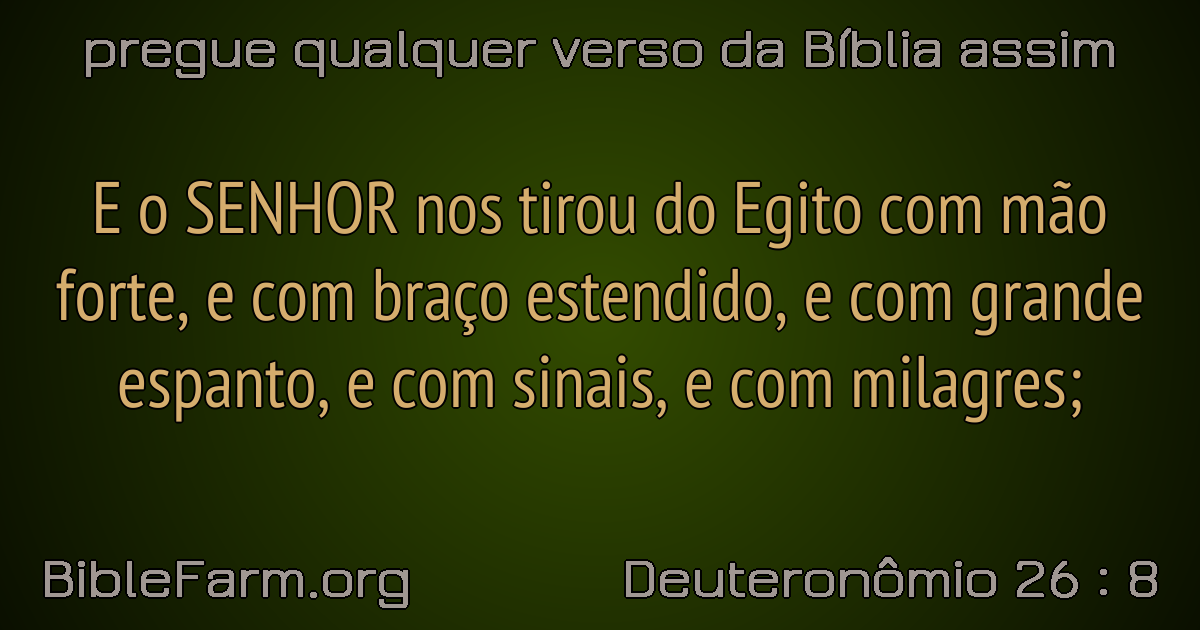 pregue qualquer verso da Bíblia assim
E o SENHOR nos tirou do Egito com mão
forte, e com braço estendido, e com grande
espanto, e com sinais, e com milagres;
BibleFarm.org
Deuteronômio 26 : 8